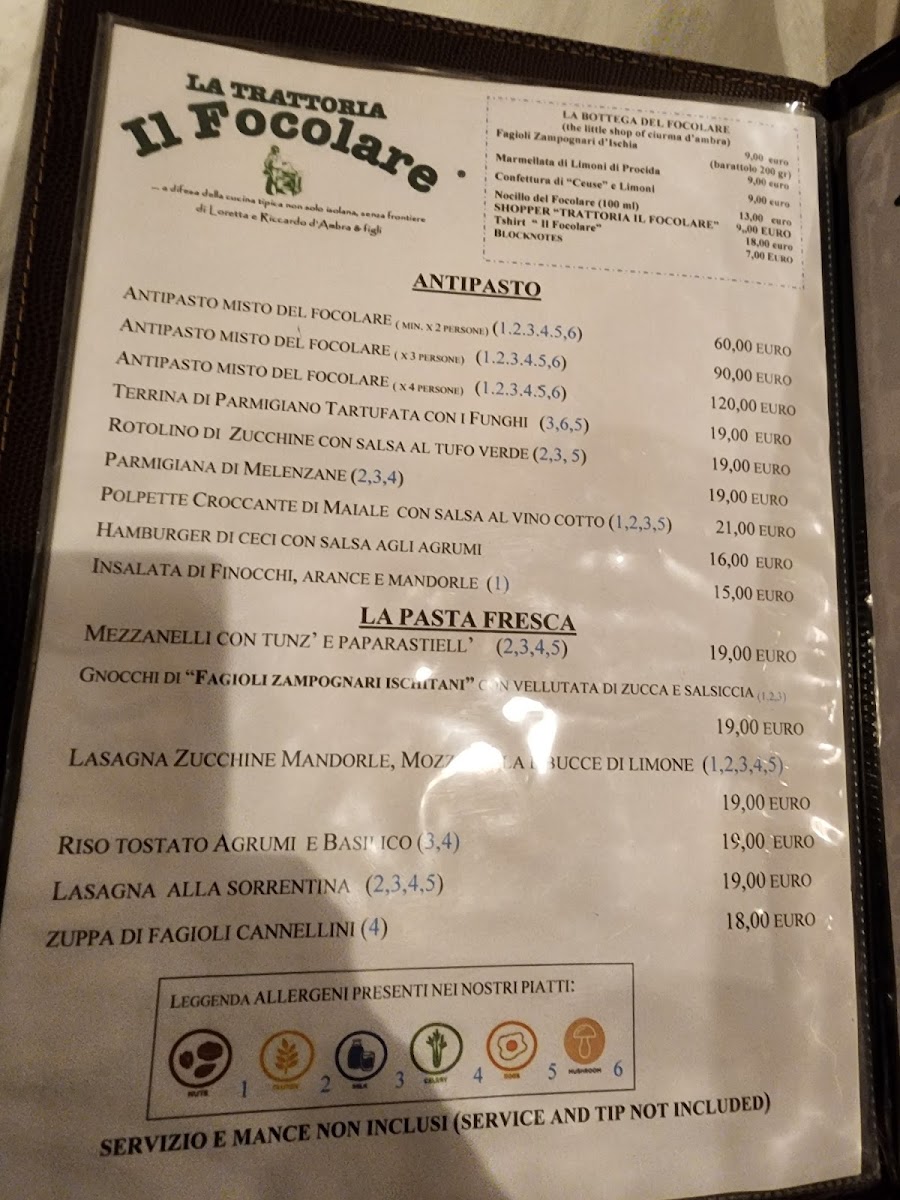 LA TRATTORIA
Il Focolare
... a difesa della cucina tipica non solo isolana, senza frontiere
di Loretta e Riccardo d'Ambra & figli
LA BOTTEGA DEL FOCOLARE
(the little shop of ciurma d'ambra)
Fagioli Zampognari d'Ischia 9,00 euro
(barattolo 200 gr)
Marmellata di Limoni di Procida 9,00 euro
Confettura di "Ceuse" e Limoni 9,00 euro
Nocillo del Focolare (100 ml) 13,00 euro
SHOPPER "TRATTORIA IL FOCOLARE" 9,,00 EURO
Tshirt " Il Focolare" 18,00 euro
BLOCKNOTES 7,00 EURO
ANTIPASTO
ANTIPASTO MISTO DEL FOCOLARE ( MIN. X 2 PERSONE) (1.2.3.4.5,6) 60,00 EURO
ANTIPASTO MISTO DEL FOCOLARE ( X 3 PERSONE) (1.2.3.4.5,6) 90,00 EURO
ANTIPASTO MISTO DEL FOCOLARE ( X 4 PERSONE) (1.2.3.4.5,6) 120,00 EURO
TERRINA DI PARMIGIANO TARTUFATA CON I FUNGHI (3,6,5) 19,00 EURO
ROTOLINO DI ZUCCHINE CON SALSA AL TUFO VERDE (2,3, 5) 19,00 EURO
PARMIGIANA DI MELENZANE (2,3,4) 19,00 EURO
POLPETTE CROCCANTE DI MAIALE CON SALSA AL VINO COTTO (1,2,3,5) 21,00 EURO
HAMBURGER DI CECI CON SALSA AGLI AGRUMI 16,00 EURO
INSALATA DI FINOCCHI, ARANCE E MANDORLE (1) 15,00 EURO
LA PASTA FRESCA
MEZZANELLI CON TUNZ' E PAPARASTIELL' (2,3,4,5) 19,00 EURO
GNOCCHI DI "FAGIOLI ZAMPOGNARI ISCHITANI" CON VELLUTATA DI ZUCCA E SALSICCIA (1,2,3)
19,00 EURO
LASAGNA ZUCCHINE MANDORLE, BUCCE DI LIMONE (1,2,3,4,5)
19,00 EURO
RISO TOSTATO AGRUMI E BASILICO (3,4) 19,00 EURO
LASAGNA ALLA SORRENTINA (2,3,4,5) 19,00 EURO
ZUPPA DI FAGIOLI CANNELLINI (4) 18,00 EURO
LEGGENDA ALLERGENI PRESENTI NEI NOSTRI PIATTI:
1 2 3 4 5 6
NUTS GLUTEN MILK CELERY EGGS MUSHROOM
SERVIZIO E MANCE NON INCLUSI (SERVICE AND TIP NOT INCLUDED)